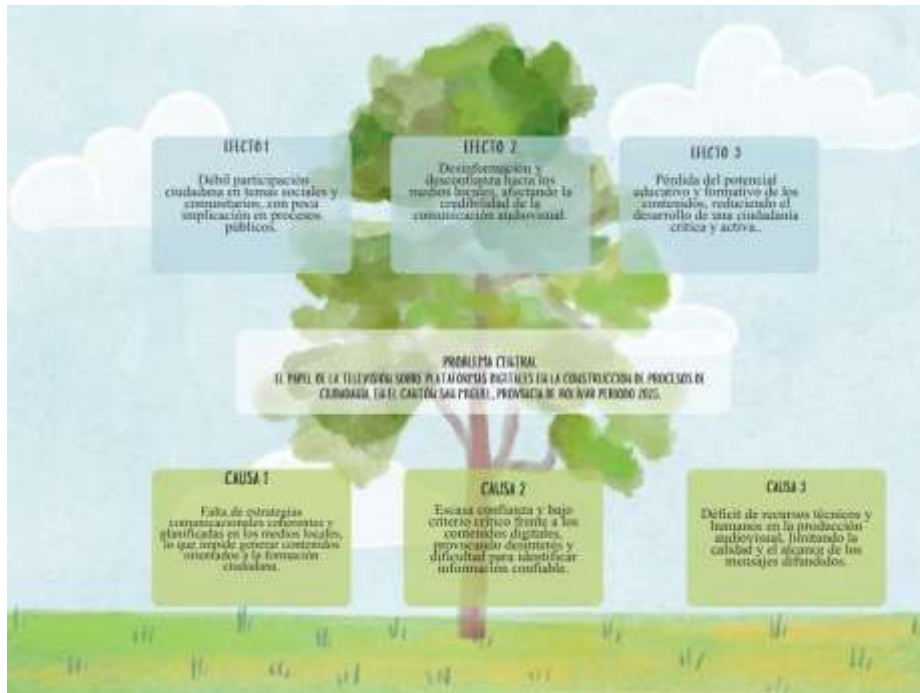 EFECTO 1
Débil participación
ciudadana en temas sociales y
comunitarios, con poca
implicación en procesos
públicos.
EFECTO 2
Desinformación y
desconfianza hacia los
medios locales, afectando la
credibilidad de la
comunicación audiovisual.
EFECTO 3
Pérdida del potencial
educativo y formativo de los
contenidos, reduciendo el
desarrollo de una ciudadanía
crítica y activa..
PROBLEMA CENTRAL
EL PAPEL DE LA TELEVISIÓN SOBRE PLATAFORMAS DIGITALES EN LA CONSTRUCCIÓN DE PROCESOS DE
CIUDADANÍA, EN EL CANTÓN SAN MIGUEL, PROVINCIA DE BOLÍVAR PERIODO 2025.
CAUSA 1
Falta de estrategias
comunicacionales coherentes y
planificadas en los medios locales,
lo que impide generar contenidos
orientados a la formación
ciudadana.
CAUSA 2
Escasa confianza y bajo
criterio crítico frente a los
contenidos digitales,
provocando desinterés y
dificultad para identificar
información confiable.
CAUSA 3
Déficit de recursos técnicos y
humanos en la producción
audiovisual, limitando la
calidad y el alcance de los
mensajes difundidos.